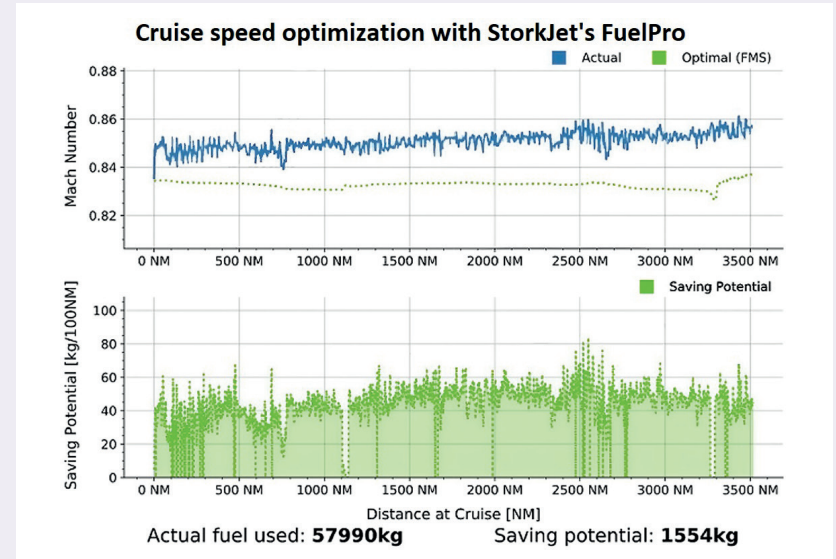 Cruise speed optimization with StorkJet's FuelPro
Actual Optimal (FMS)
0.88
0.86
0.84
0.82
Mach Number
0 NM 500 NM 1000 NM 1500 NM 2000 NM 2500 NM 3000 NM 3500 NM
Saving Potential
100
80
60
40
20
0
Saving Potential [kg/100NM]
0 NM 500 NM 1000 NM 1500 NM 2000 NM 2500 NM 3000 NM 3500 NM
Distance at Cruise [NM]
Actual fuel used: 57990kg Saving potential: 1554kg